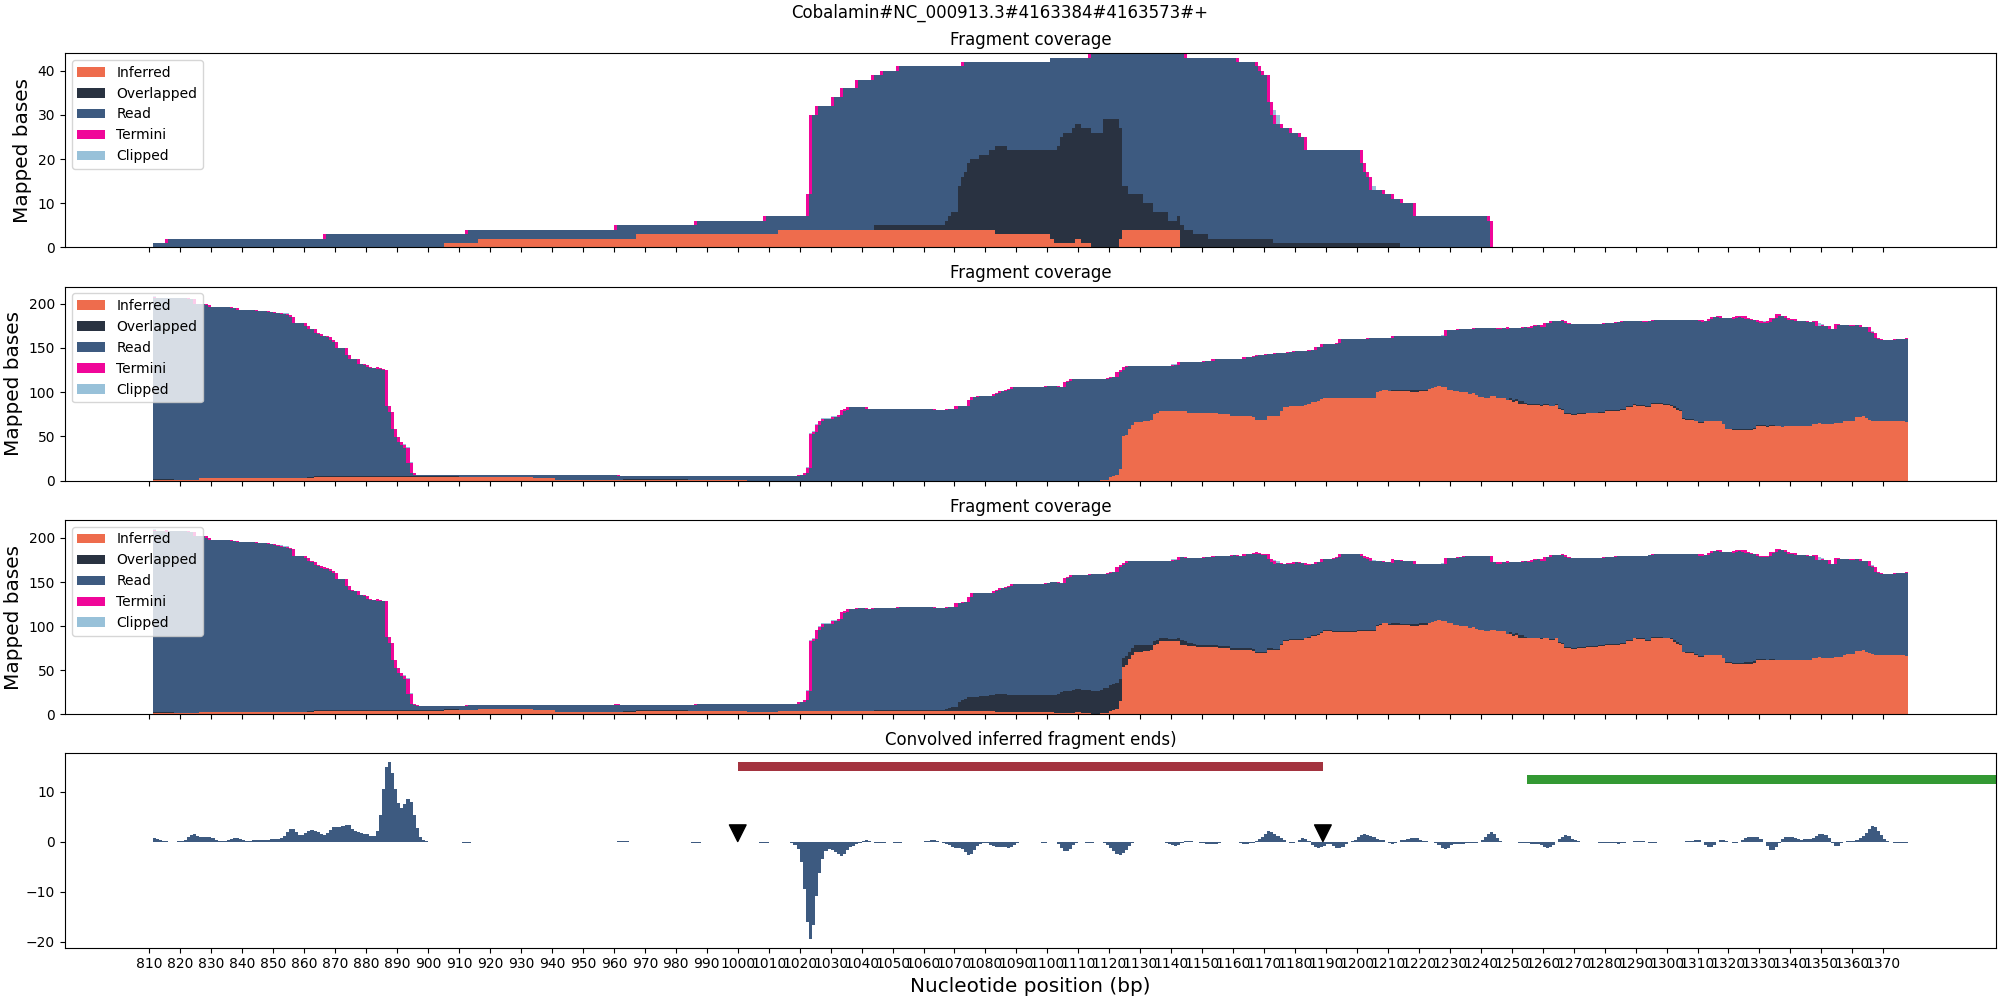 Cobalamin#NC_000913.3#4163384#4163573#+
Fragment coverage
Mapped bases
40
30
20
10
0
Inferred
Overlapped
Read
Termini
Clipped
Fragment coverage
Mapped bases
200
150
100
50
0
Inferred
Overlapped
Read
Termini
Clipped
Fragment coverage
Mapped bases
200
150
100
50
0
Inferred
Overlapped
Read
Termini
Clipped
Convolved inferred fragment ends)
10
0
−10
−20
810 820 830 840 850 860 870 880 890 900 910 920 930 940 950 960 970 980 990 1000 1010 1020 1030 1040 1050 1060 1070 1080 1090 1100 1110 1120 1130 1140 1150 1160 1170 1180 1190 1200 1210 1220 1230 1240 1250 1260 1270 1280 1290 1300 1310 1320 1330 1340 1350 1360 1370
Nucleotide position (bp)